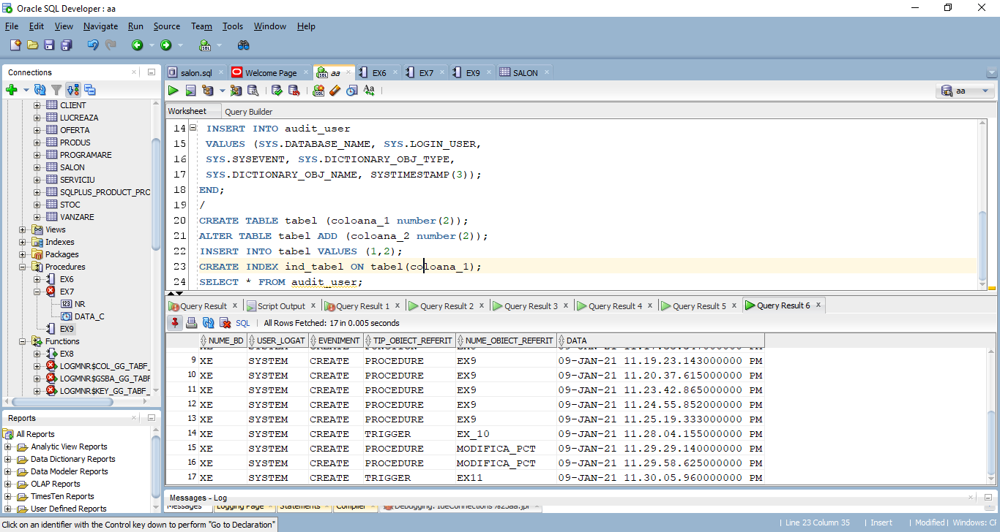 Oracle SQL Developer : aa
File Edit View Navigate Run Source Team Tools Window Help
Connections
CLIENT
LUCREAZA
OFERTA
PRODUS
PROGRAMARE
SALON
SERVICIU
SQLPLUS_PRODUCT_PRO
STOC
VANZARE
Views
Indexes
Packages
Procedures
EX6
EX7
NR
DATA_C
EX9
Functions
EX8
LOGMNR$COL_GG_TABF_
LOGMNR$GSBA_GG_TABF
LOGMNR$KEY_GG_TABF_
Reports
All Reports
Analytic View Reports
Data Dictionary Reports
Data Modeler Reports
OLAP Reports
TimesTen Reports
User Defined Reports
salon.sql Welcome Page aa EX6 EX7 EX9 SALON
aa
Worksheet Query Builder
14 INSERT INTO audit_user
15 VALUES (SYS.DATABASE_NAME, SYS.LOGIN_USER,
16 SYS.SYSEVENT, SYS.DICTIONARY_OBJ_TYPE,
17 SYS.DICTIONARY_OBJ_NAME, SYSTIMESTAMP(3));
18 END;
19 /
20 CREATE TABLE tabel (coloana_1 number(2));
21 ALTER TABLE tabel ADD (coloana_2 number(2));
22 INSERT INTO tabel VALUES (1,2);
23 CREATE INDEX ind_tabel ON tabel(coloana_1);
24 SELECT * FROM audit_user;
Query Result Script Output Query Result 1 Query Result 2 Query Result 3 Query Result 4 Query Result 5 Query Result 6
SQL All Rows Fetched: 17 in 0.005 seconds
NUME_BD USER_LOGAT EVENIMENT TIP_OBJECT_REFERIT NUME_OBJECT_REFERIT DATA
9 XE SYSTEM CREATE PROCEDURE EX9 09-JAN-21 11.19.23.143000000 PM
10 XE SYSTEM CREATE PROCEDURE EX9 09-JAN-21 11.20.37.615000000 PM
11 XE SYSTEM CREATE PROCEDURE EX9 09-JAN-21 11.23.42.865000000 PM
12 XE SYSTEM CREATE PROCEDURE EX9 09-JAN-21 11.24.55.852000000 PM
13 XE SYSTEM CREATE PROCEDURE EX9 09-JAN-21 11.25.19.333000000 PM
14 XE SYSTEM CREATE TRIGGER EX_10 09-JAN-21 11.28.04.155000000 PM
15 XE SYSTEM CREATE PROCEDURE MODIFICA_PCT 09-JAN-21 11.29.29.140000000 PM
16 XE SYSTEM CREATE PROCEDURE MODIFICA_PCT 09-JAN-21 11.29.58.625000000 PM
17 XE SYSTEM CREATE TRIGGER EX11 09-JAN-21 11.30.05.960000000 PM
Messages - Log
Messages Logging Page Statements Compiler
Click on an identifier with the Control key down to perform "Go to Declaration"
Line 23 Column 35 Insert Modified Windows: CF